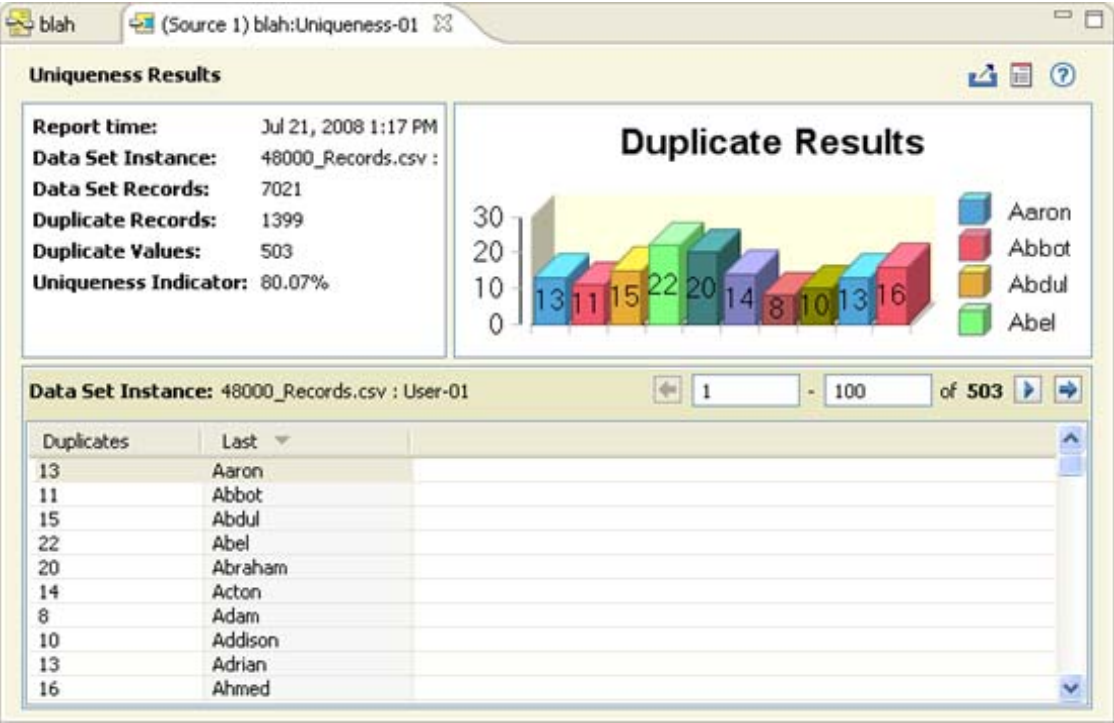 blah (Source 1) blah:Uniqueness-01
Uniqueness Results
Report time: Jul 21, 2008 1:17 PM
Data Set Instance: 48000_Records.csv :
Data Set Records: 7021
Duplicate Records: 1399
Duplicate Values: 503
Uniqueness Indicator: 80.07%
Duplicate Results
30
20
10
0
13 11 15 22 20 14 8 10 13 16
Aaron
Abbot
Abdul
Abel
Data Set Instance: 48000_Records.csv : User-01 1 - 100 of 503
Duplicates Last
13 Aaron
11 Abbot
15 Abdul
22 Abel
20 Abraham
14 Acton
8 Adam
10 Addison
13 Adrian
16 Ahmed